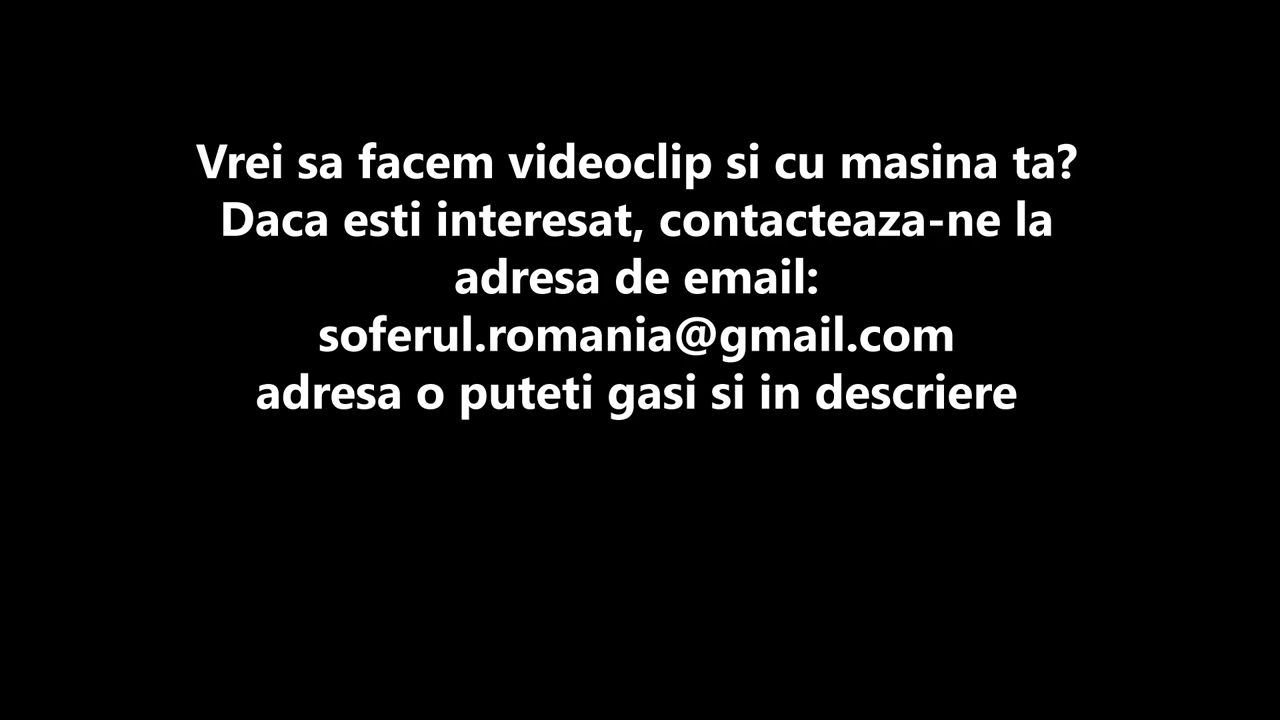 Vrei sa facem videoclip si cu masina ta?
Daca esti interesat, contacteaza-ne la
adresa de email:
soferul.romania@gmail.com
adresa o puteti gasi si in descriere